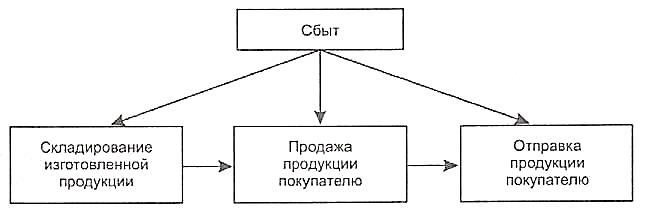 Сбыт
Складирование
изготовленной
продукции
Продажа
продукции
покупателю
Отправка
продукции
покупателю